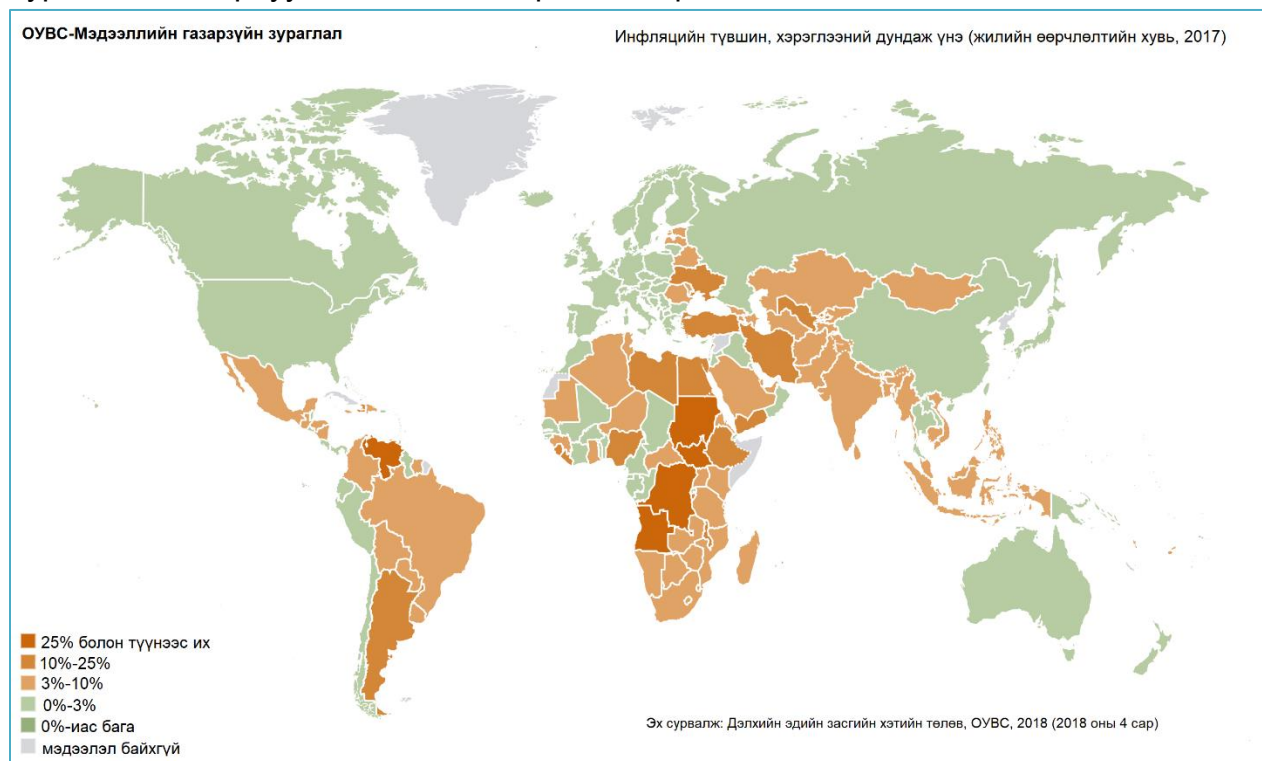 ОУВС-Мэдээллийн газарзүйн зураглал
Инфляцийн түвшин, хэрэглээний дундаж үнэ (жилийн өөрчлөлтийн хувь, 2017)
25% болон түүнээс их
10%-25%
3%-10%
0%-3%
0%-иас бага
мэдээлэл байхгүй
Эх сурвалж: Дэлхийн эдийн засгийн хэтийн төлөв, ОУВС, 2018 (2018 оны 4 сар)